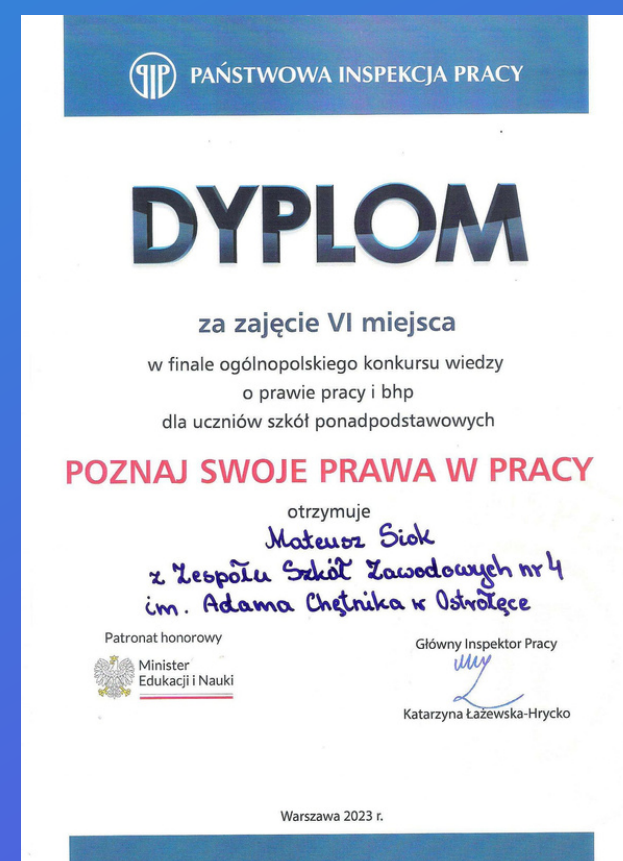 PIP PAŃSTWOWA INSPEKCJA PRACY
DYPLOM
za zajęcie VI miejsca
w finale ogólnopolskiego konkursu wiedzy
o prawie pracy i bhp
dla uczniów szkół ponadpodstawowych
POZNAJ SWOJE PRAWA W PRACY
otrzymuje
Mateusz Siok
z Zespołu Szkół Zawodowych nr 4
im. Adama Chętnika w Ostrołęce
Patronat honorowy
Minister
Edukacji i Nauki
Główny Inspektor Pracy
Katarzyna Łażewska-Hrycko
Warszawa 2023 r.